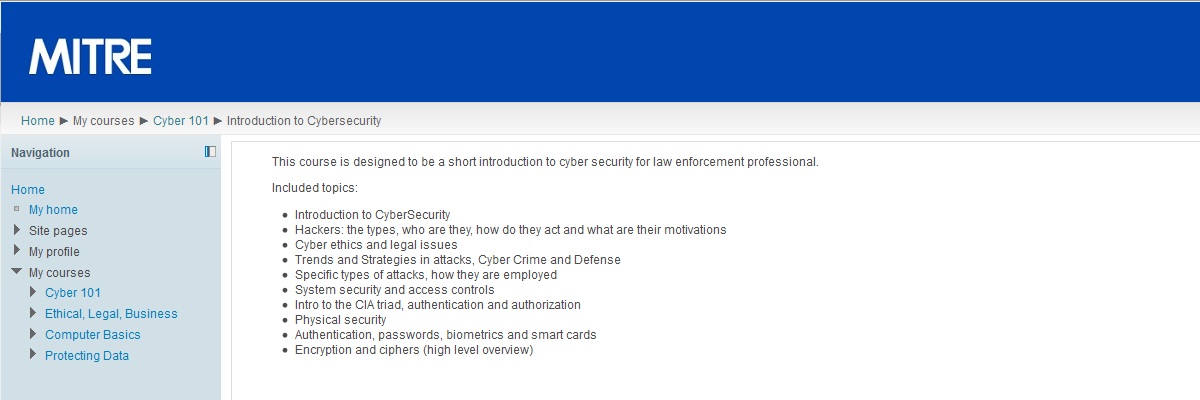 MITRE
Home ▶ My courses ▶ Cyber 101 ▶ Introduction to Cybersecurity
Navigation
Home
My home
Site pages
My profile
My courses
Cyber 101
Ethical, Legal, Business
Computer Basics
Protecting Data
This course is designed to be a short introduction to cyber security for law enforcement professional.
Included topics:
• Introduction to CyberSecurity
• Hackers: the types, who are they, how do they act and what are their motivations
• Cyber ethics and legal issues
• Trends and Strategies in attacks, Cyber Crime and Defense
• Specific types of attacks, how they are employed
• System security and access controls
• Intro to the CIA triad, authentication and authorization
• Physical security
• Authentication, passwords, biometrics and smart cards
• Encryption and ciphers (high level overview)